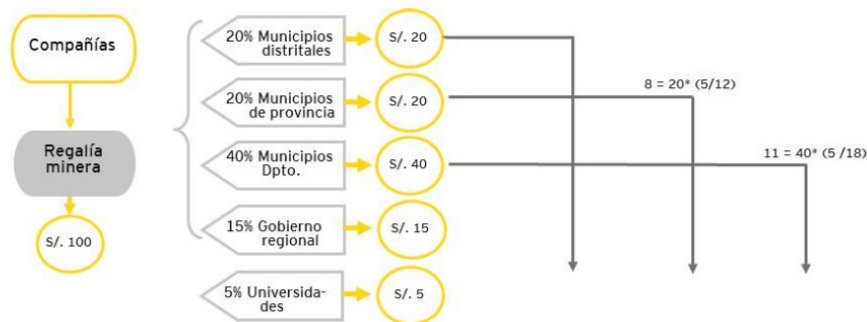 Compañías
Regalía
minera
S/. 100
20% Municipios
distritales
S/. 20
20% Municipios
de provincia
S/. 20
8 = 20* (5/12)
40% Municipios
Dpto.
S/. 40
11 = 40* (5 /18)
15% Gobierno
regional
S/. 15
5% Universida-
des
S/. 5